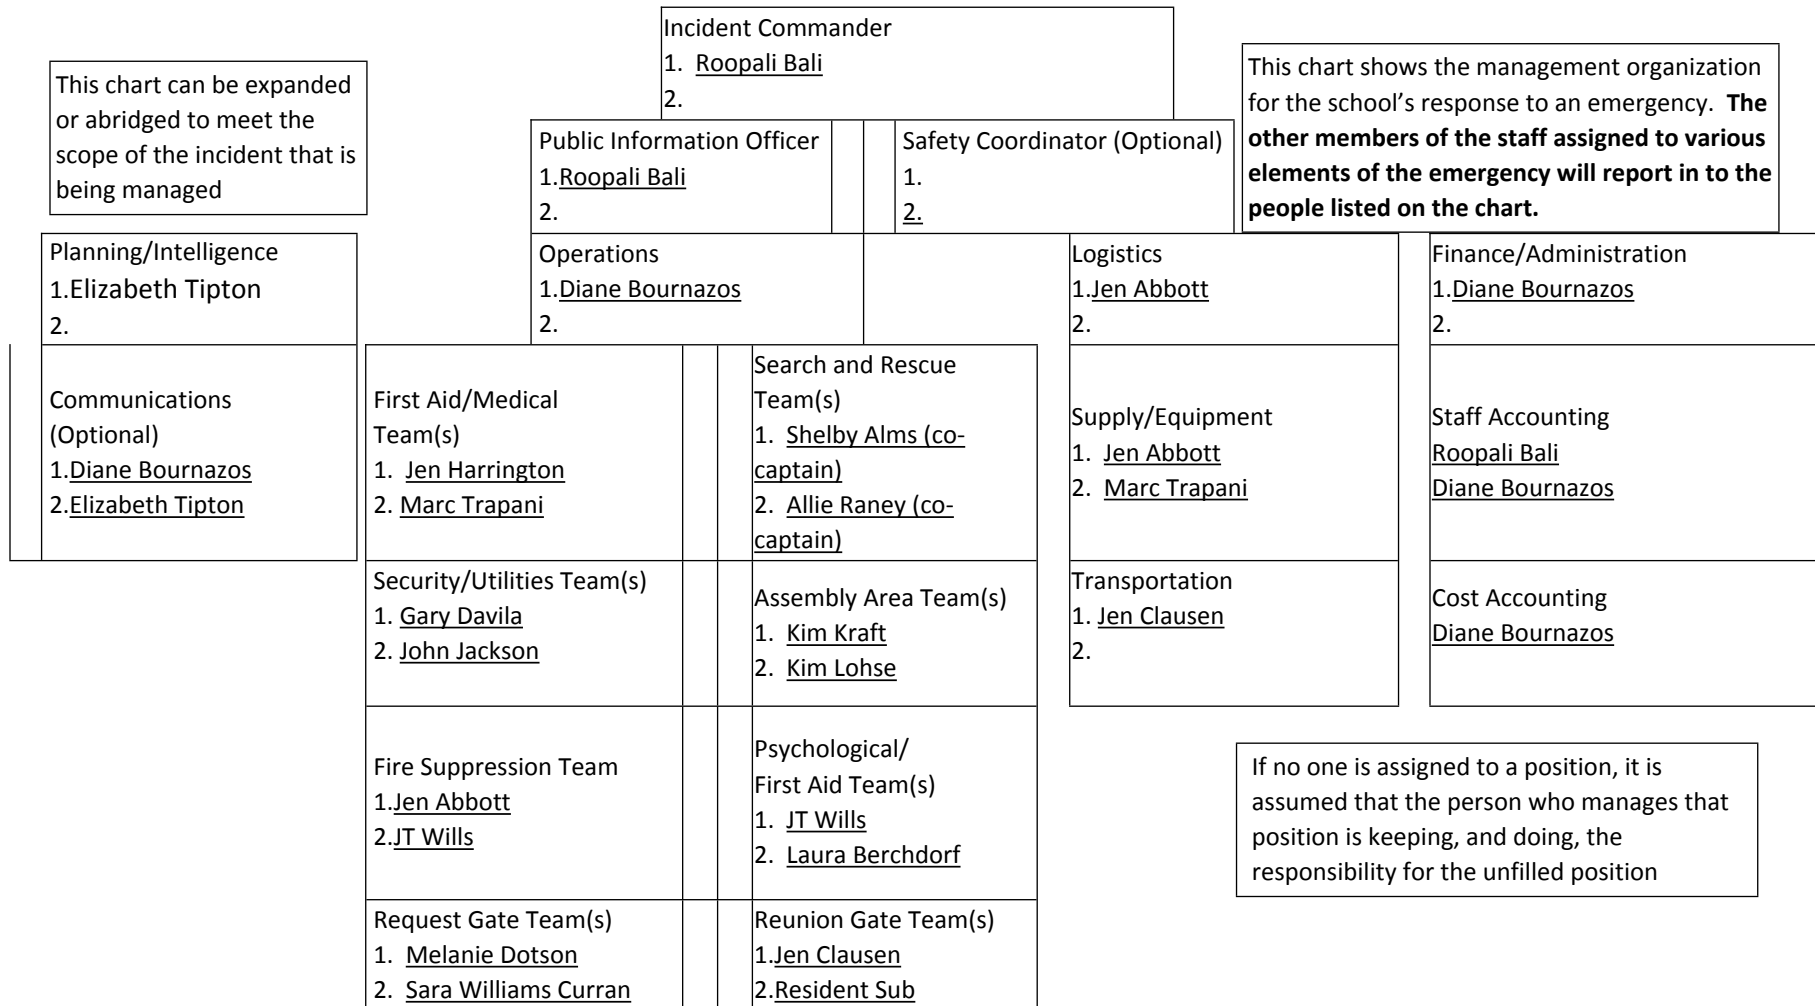 Incident Commander
1. Roopali Bali
2.
This chart can be expanded
or abridged to meet the
scope of the incident that is
being managed
This chart shows the management organization
for the school’s response to an emergency. The
other members of the staff assigned to various
elements of the emergency will report in to the
people listed on the chart.
Public Information Officer
1.Roopali Bali
2.
Safety Coordinator (Optional)
1.
2.
Planning/Intelligence
1.Elizabeth Tipton
2.
Operations
1.Diane Bournazos
2.
Logistics
1.Jen Abbott
2.
Finance/Administration
1.Diane Bournazos
2.
Communications
(Optional)
1.Diane Bournazos
2.Elizabeth Tipton
First Aid/Medical
Team(s)
1. Jen Harrington
2. Marc Trapani
Search and Rescue
Team(s)
1. Shelby Alms (co-
captain)
2. Allie Raney (co-
captain)
Supply/Equipment
1. Jen Abbott
2. Marc Trapani
Staff Accounting
Roopali Bali
Diane Bournazos
Security/Utilities Team(s)
1. Gary Davila
2. John Jackson
Assembly Area Team(s)
1. Kim Kraft
2. Kim Lohse
Transportation
1. Jen Clausen
2.
Cost Accounting
Diane Bournazos
Fire Suppression Team
1.Jen Abbott
2.JT Wills
Psychological/
First Aid Team(s)
1. JT Wills
2. Laura Berchdorf
If no one is assigned to a position, it is
assumed that the person who manages that
position is keeping, and doing, the
responsibility for the unfilled position
Request Gate Team(s)
1. Melanie Dotson
2. Sara Williams Curran
Reunion Gate Team(s)
1.Jen Clausen
2.Resident Sub